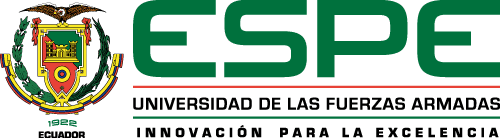 ESPE
UNIVERSIDAD DE LAS FUERZAS ARMADAS
INNOVACIÓN PARA LA EXCELENCIA
1922
ECUADOR